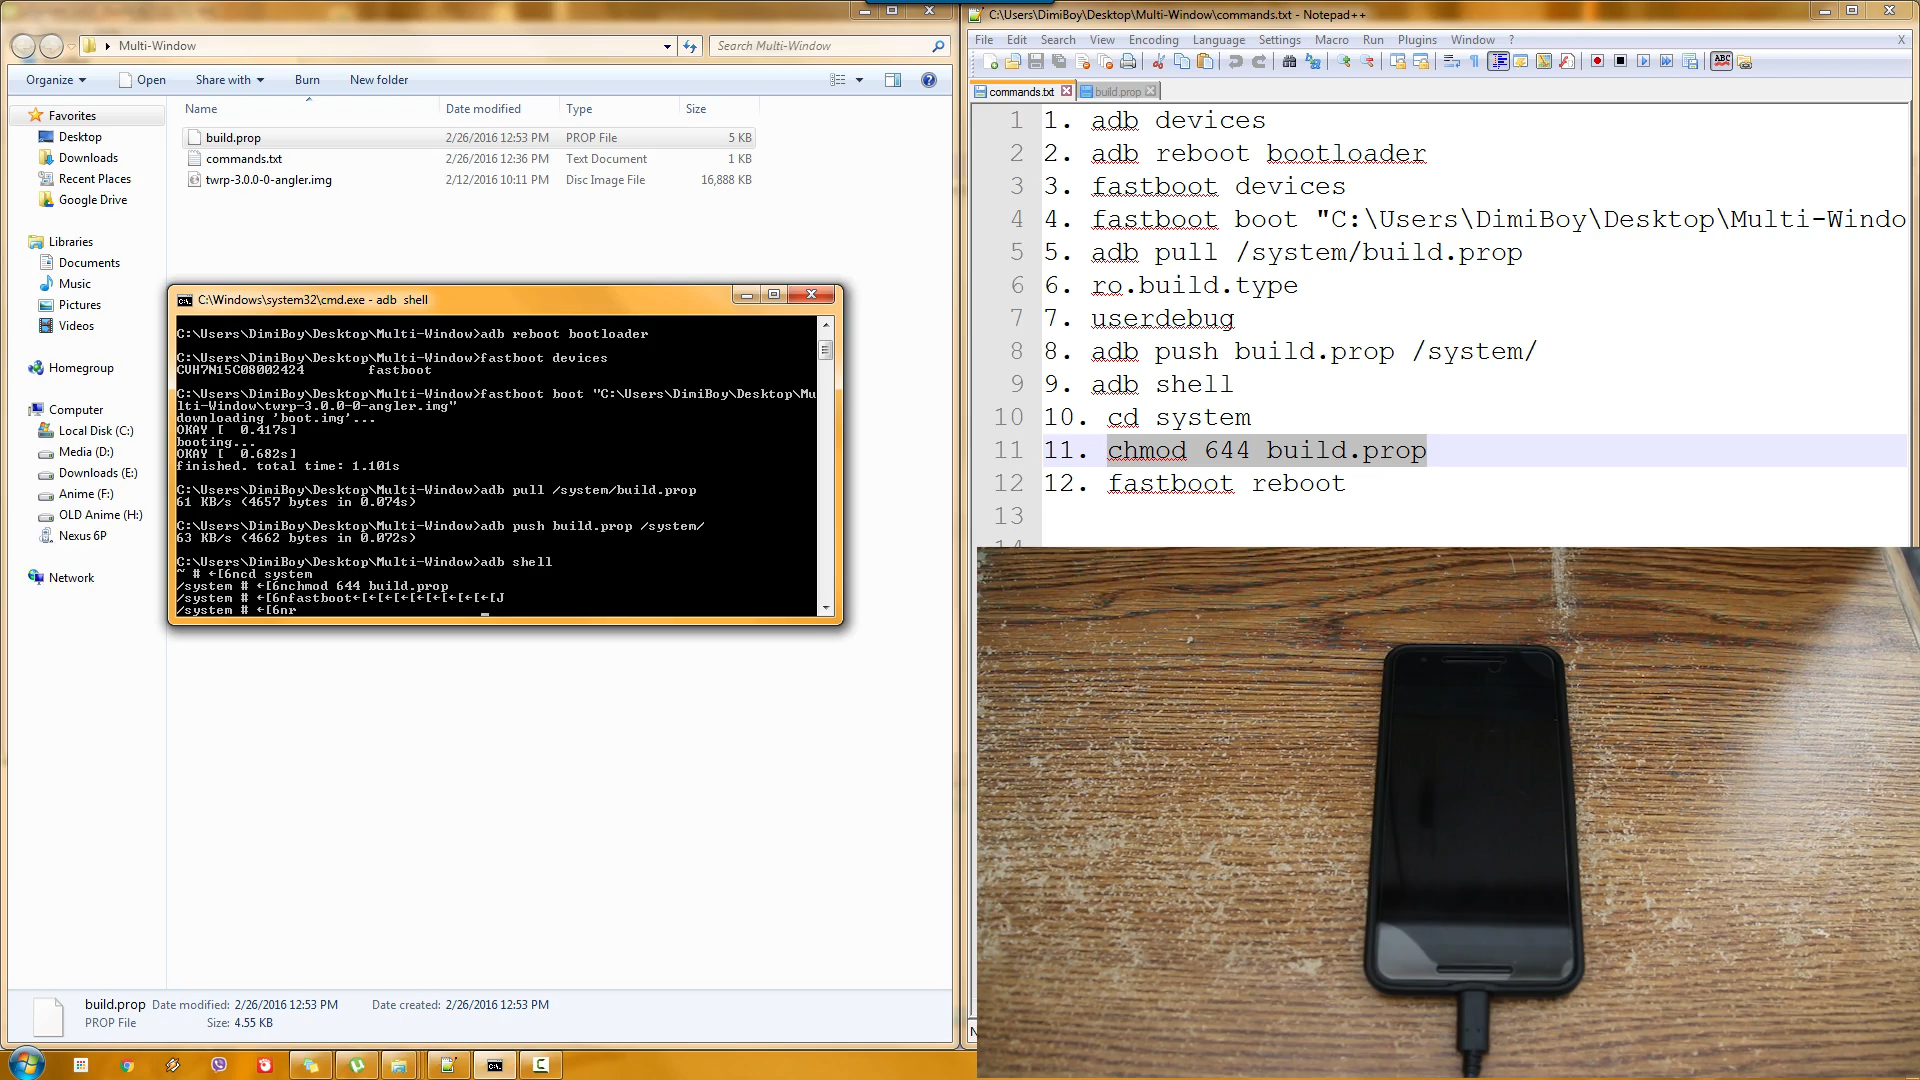 Multi-Window
Search Multi-Window
Organize
Open
Share with
Burn
New folder
Name
Date modified
Type
Size
Favorites
Desktop
Downloads
Recent Places
Google Drive
Libraries
Documents
Music
Pictures
Videos
Homegroup
Computer
Local Disk (C:)
Media (D:)
Downloads (E:)
Anime (F:)
OLD Anime (H:)
Nexus 6P
Network
build.prop 2/26/2016 12:53 PM PROP File 5 KB
commands.txt 2/26/2016 12:36 PM Text Document 1 KB
twrp-3.0.0-0-angler.img 2/12/2016 10:11 PM Disc Image File 16,888 KB
C:\Windows\system32\cmd.exe - adb shell
C:\Users\DimiBoy\Desktop\Multi-Window>adb reboot bootloader
C:\Users\DimiBoy\Desktop\Multi-Window>fastboot devices
CVH7N15C08002424 fastboot
C:\Users\DimiBoy\Desktop\Multi-Window>fastboot boot "C:\Users\DimiBoy\Desktop\Mu
lti-Window\twrp-3.0.0-0-angler.img"
downloading 'boot.img'...
OKAY [ 0.417s]
booting...
OKAY [ 0.682s]
finished. total time: 1.101s
C:\Users\DimiBoy\Desktop\Multi-Window>adb pull /system/build.prop
61 KB/s (4657 bytes in 0.074s)
C:\Users\DimiBoy\Desktop\Multi-Window>adb push build.prop /system/
63 KB/s (4662 bytes in 0.072s)
C:\Users\DimiBoy\Desktop\Multi-Window>adb shell
~ # ←[6ncd system
/system # ←[6nchmod 644 build.prop
/system # ←[6nfastboot←[←[←[←[←[←[←[←[←[J
/system # ←[6nr
build.prop Date modified: 2/26/2016 12:53 PM Date created: 2/26/2016 12:53 PM
PROP File Size: 4.55 KB
C:\Users\DimiBoy\Desktop\Multi-Window\commands.txt - Notepad++
File Edit Search View Encoding Language Settings Macro Run Plugins Window ? X
ABC
commands.txt
build.prop
1 1. adb devices
2 2. adb reboot bootloader
3 3. fastboot devices
4 4. fastboot boot "C:\Users\DimiBoy\Desktop\Multi-Windo
5 5. adb pull /system/build.prop
6 6. ro.build.type
7 7. userdebug
8 8. adb push build.prop /system/
9 9. adb shell
10 10. cd system
11 11. chmod 644 build.prop
12 12. fastboot reboot
13
14